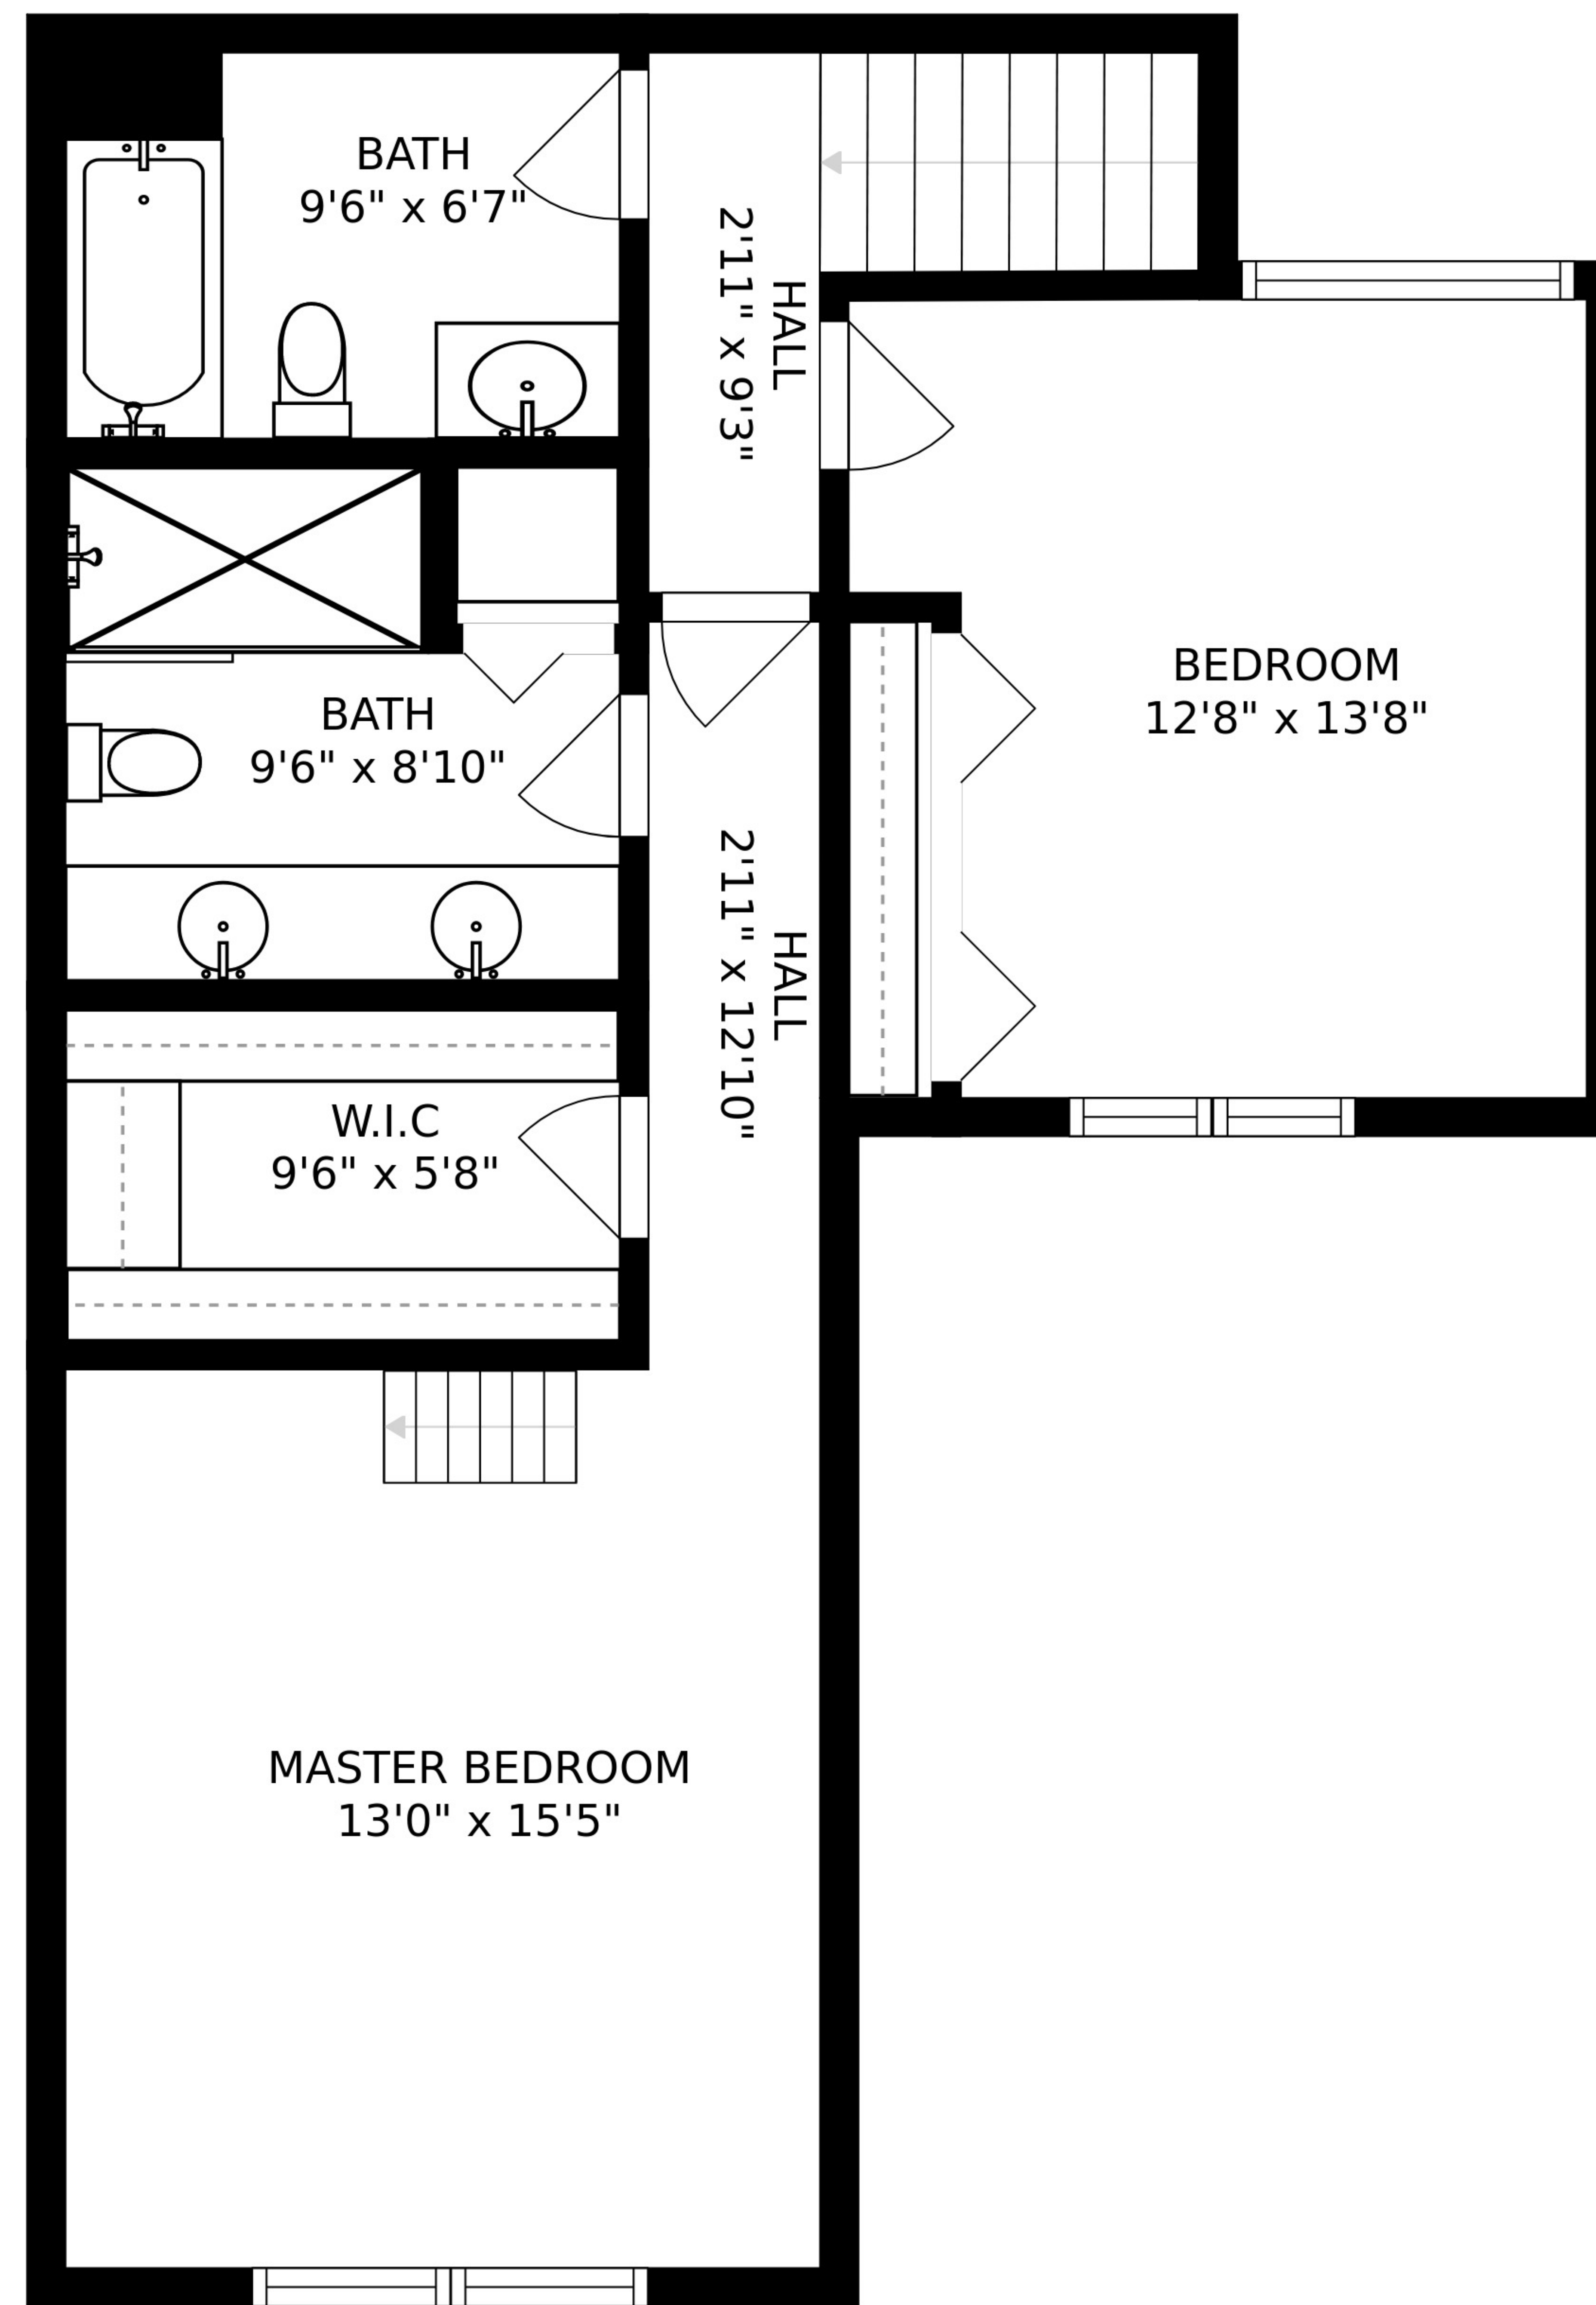 BATH
9'6" x 6'7"
HALL
2'11" x 9'3"
BEDROOM
12'8" x 13'8"
BATH
9'6" x 8'10"
HALL
2'11" x 12'10"
W.I.C
9'6" x 5'8"
MASTER BEDROOM
13'0" x 15'5"